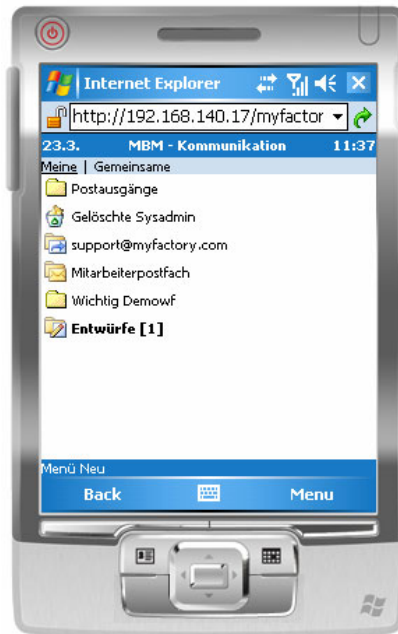 Internet Explorer
http://192.168.140.17/myfactor
23.3. MBM - Kommunikation 11:37
Meine | Gemeinsame
Postausgänge
Gelöschte Sysadmin
support@myfactory.com
Mitarbeiterpostfach
Wichtig Demowf
Entwürfe [1]
Menü Neu
Back Menu